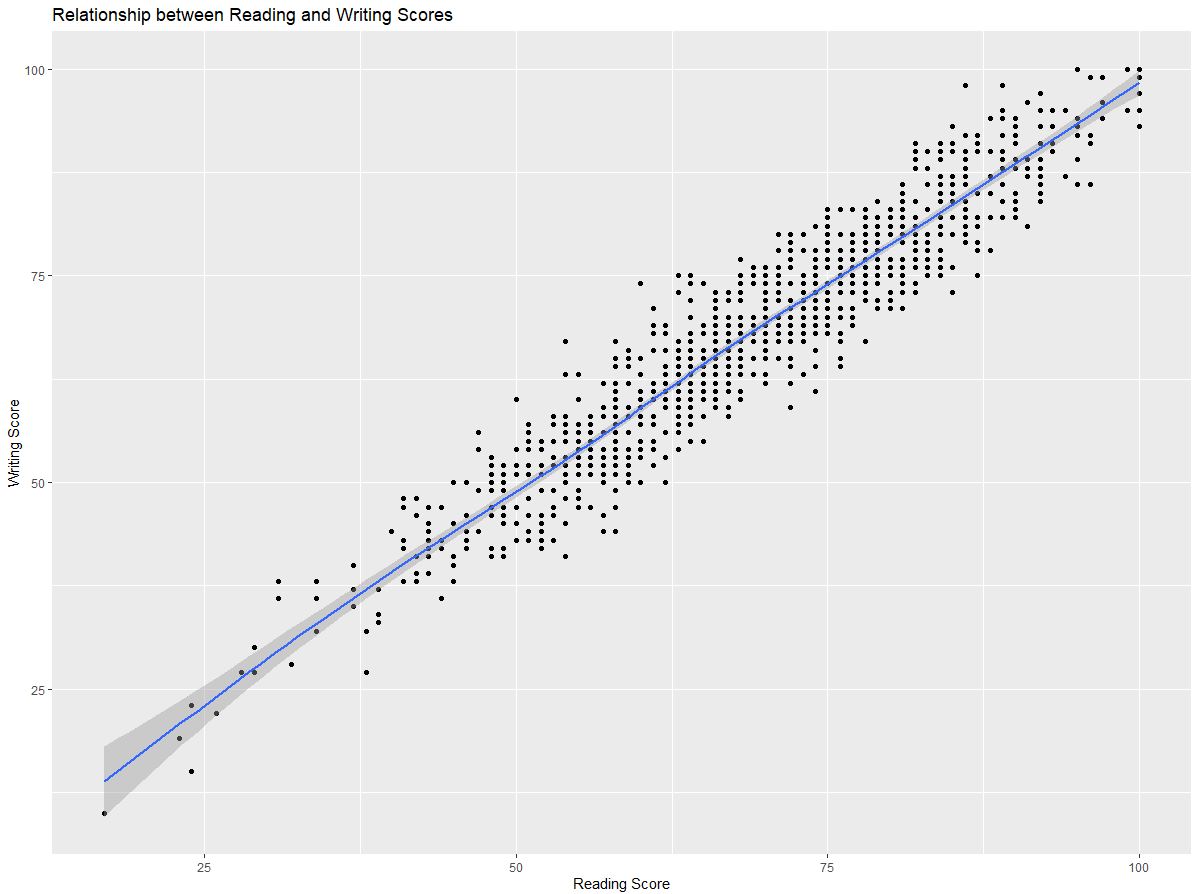 Relationship between Reading and Writing Scores
100
75
50
25
Writing Score
25 50 75 100
Reading Score